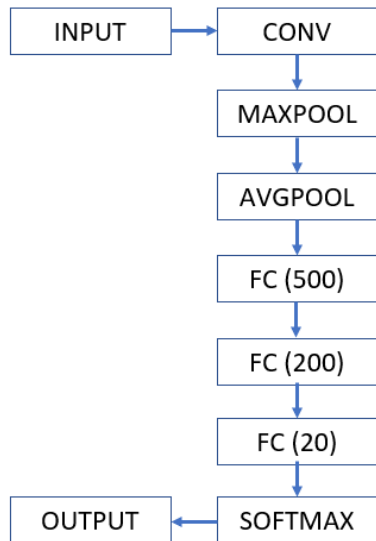 INPUT
CONV
MAXPOOL
AVGPOOL
FC (500)
FC (200)
FC (20)
SOFTMAX
OUTPUT